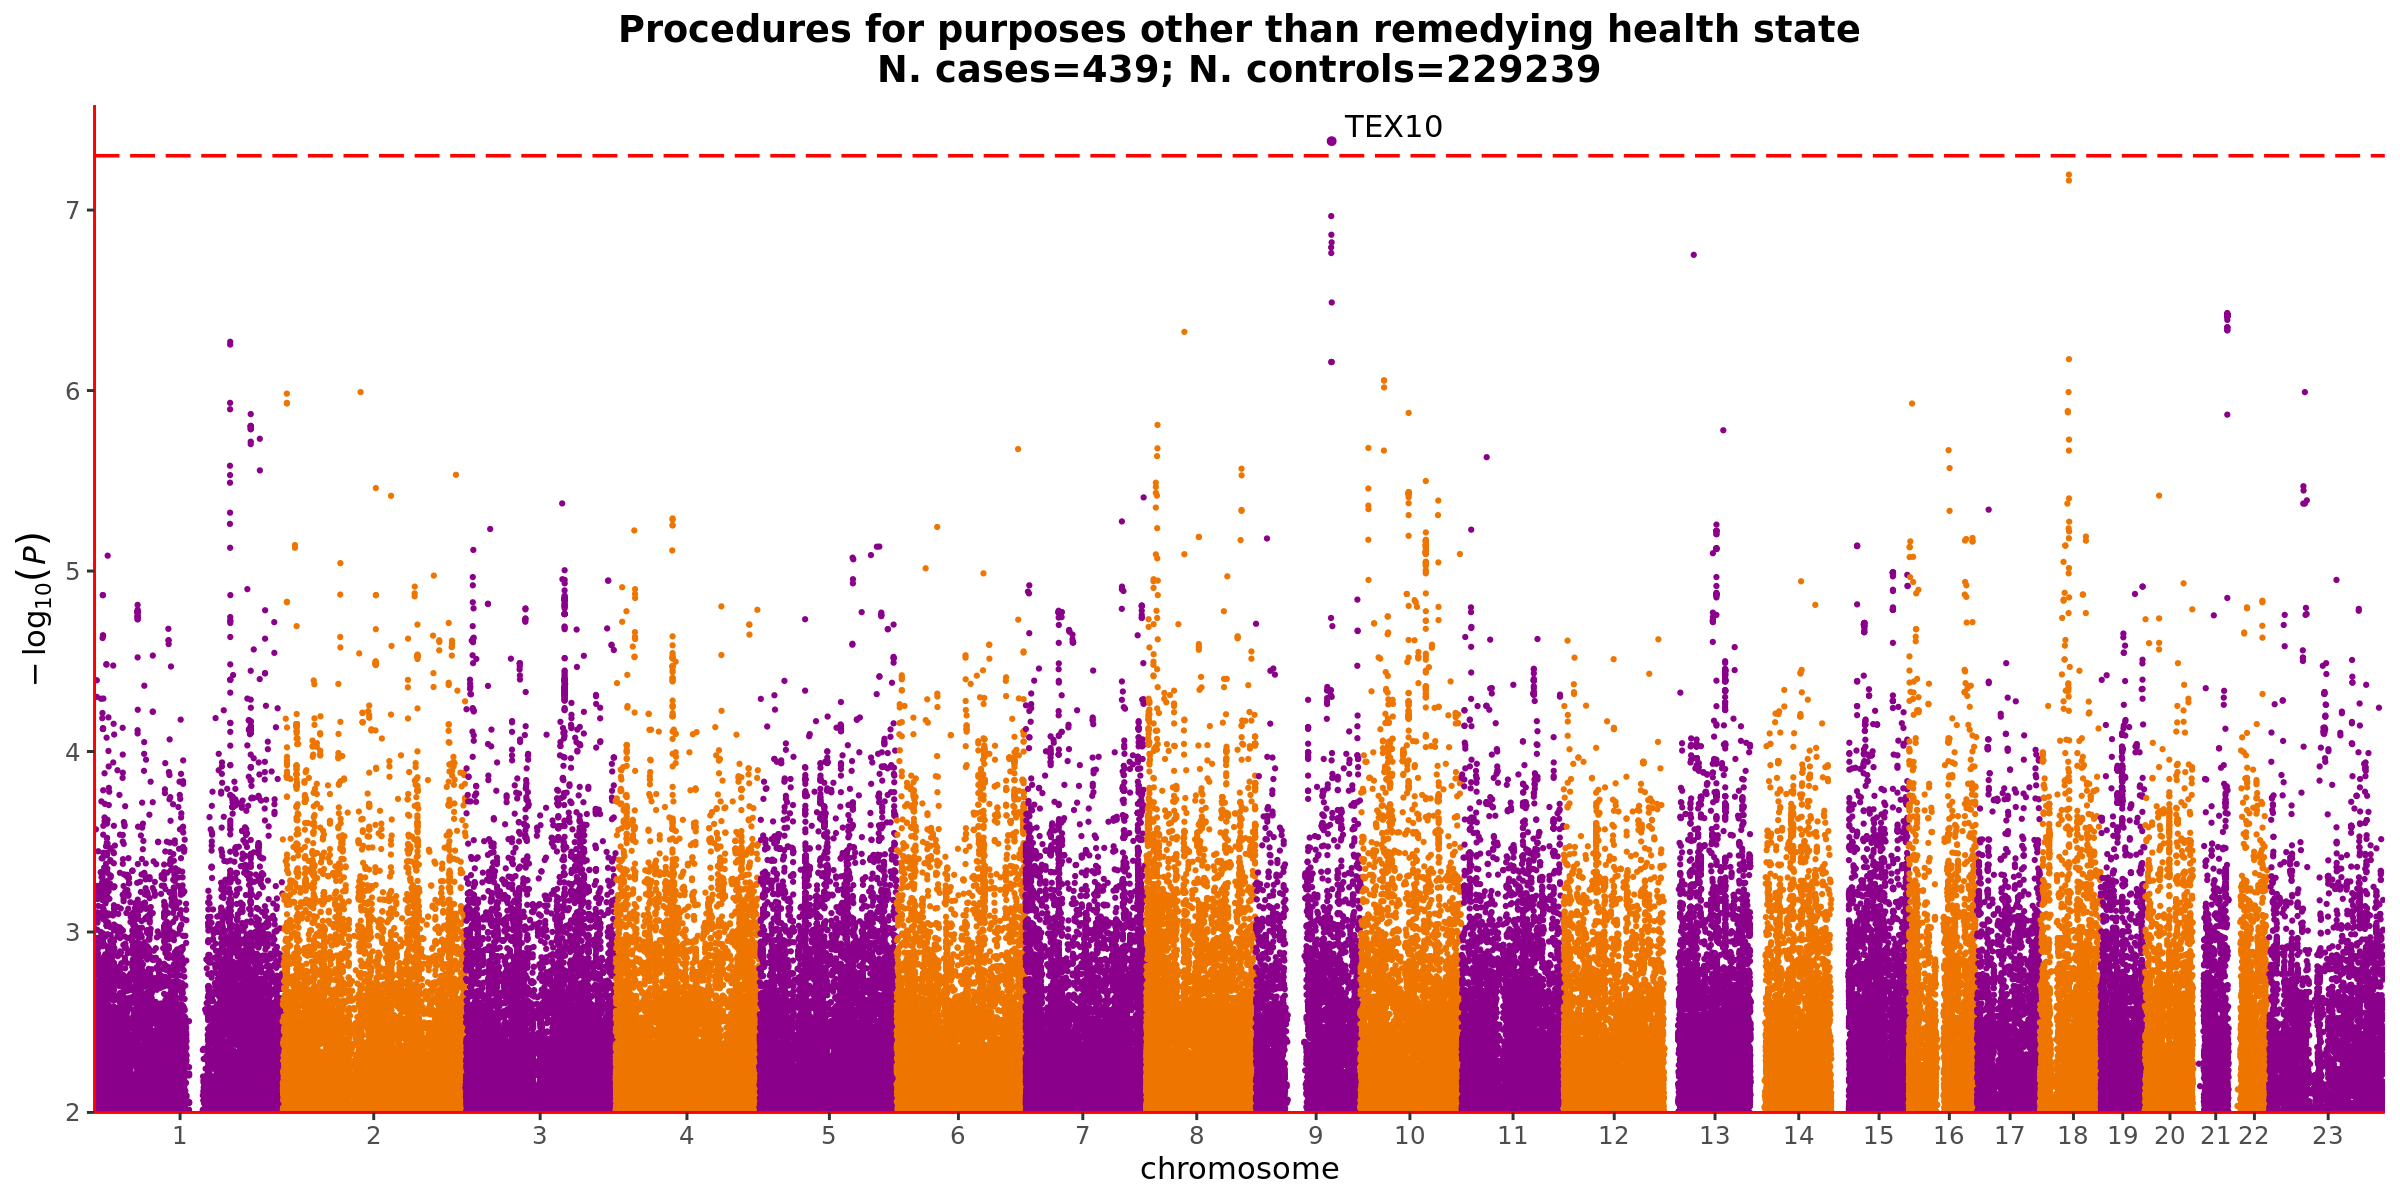 Procedures for purposes other than remedying health state
N. cases=439; N. controls=229239
TEX10
7
6
5
4
3
2
−log10(P)
1 2 3 4 5 6 7 8 9 10 11 12 13 14 15 16 17 18 19 20 21 22 23
chromosome